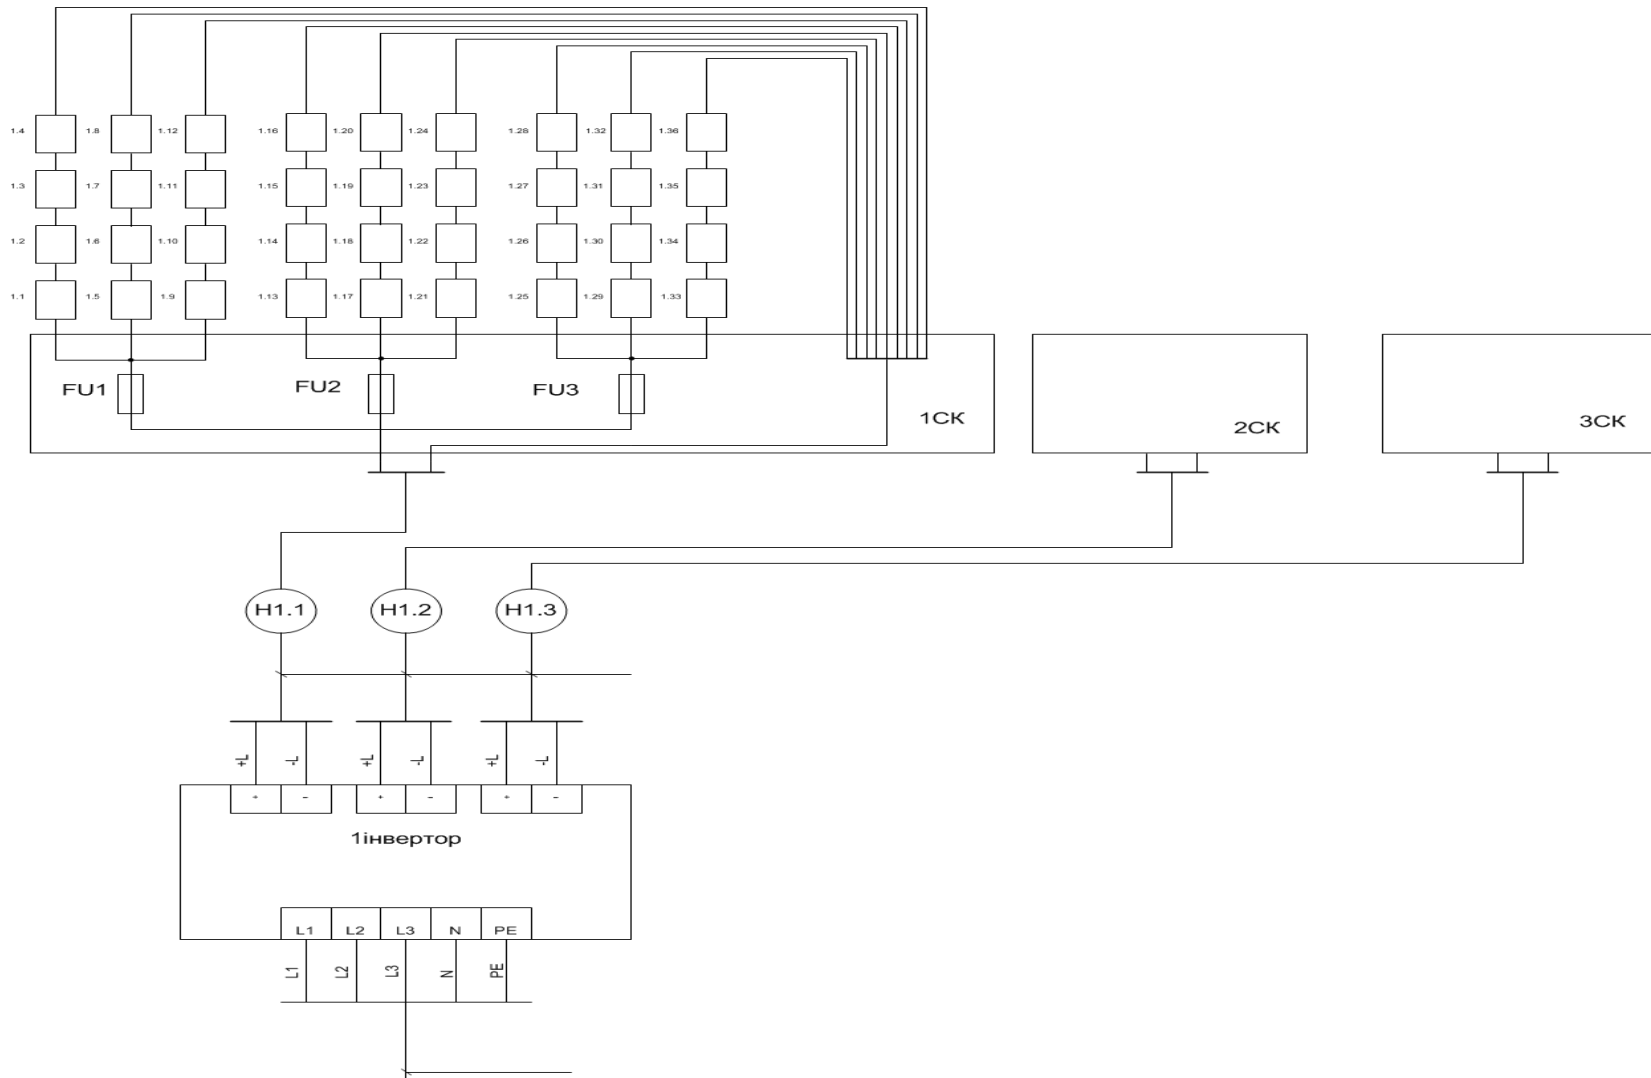 1.4 1.8 1.12 1.16 1.20 1.24 1.28 1.32 1.36
1.3 1.7 1.11 1.15 1.19 1.23 1.27 1.31 1.35
1.2 1.6 1.10 1.14 1.18 1.22 1.26 1.30 1.34
1.1 1.5 1.9 1.13 1.17 1.21 1.25 1.29 1.33
FU1 FU2 FU3
1СК 2СК 3СК
Н1.1 Н1.2 Н1.3
+L -L +L -L +L -L
+ - + - + -
1інвертор
L1 L2 L3 N PE
L1 L2 L3 N PE